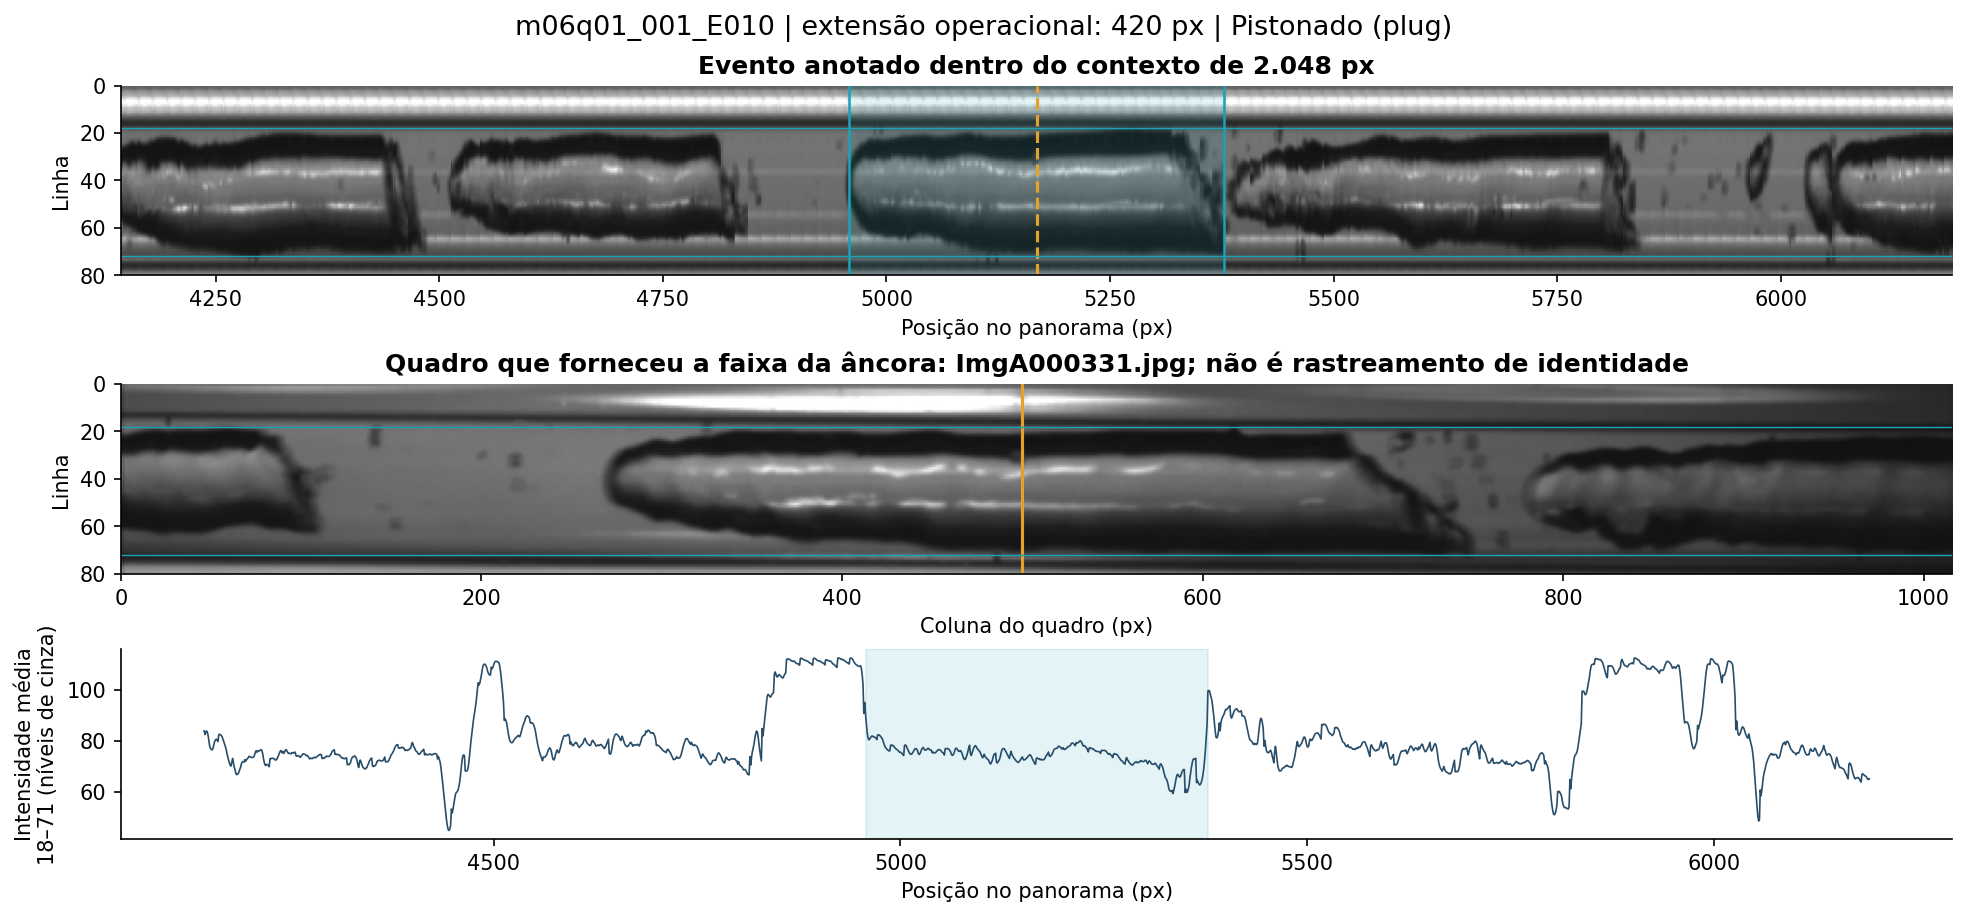 m06q01_001_E010 | extensão operacional: 420 px | Pistonado (plug)
Evento anotado dentro do contexto de 2.048 px
0
20
40
60
80
Linha
4250 4500 4750 5000 5250 5500 5750 6000
Posição no panorama (px)
Quadro que forneceu a faixa da âncora: ImgA000331.jpg; não é rastreamento de identidade
0
20
40
60
80
Linha
0 200 400 600 800 1000
Coluna do quadro (px)
Intensidade média
18–71 (níveis de cinza)
100
80
60
4500 5000 5500 6000
Posição no panorama (px)